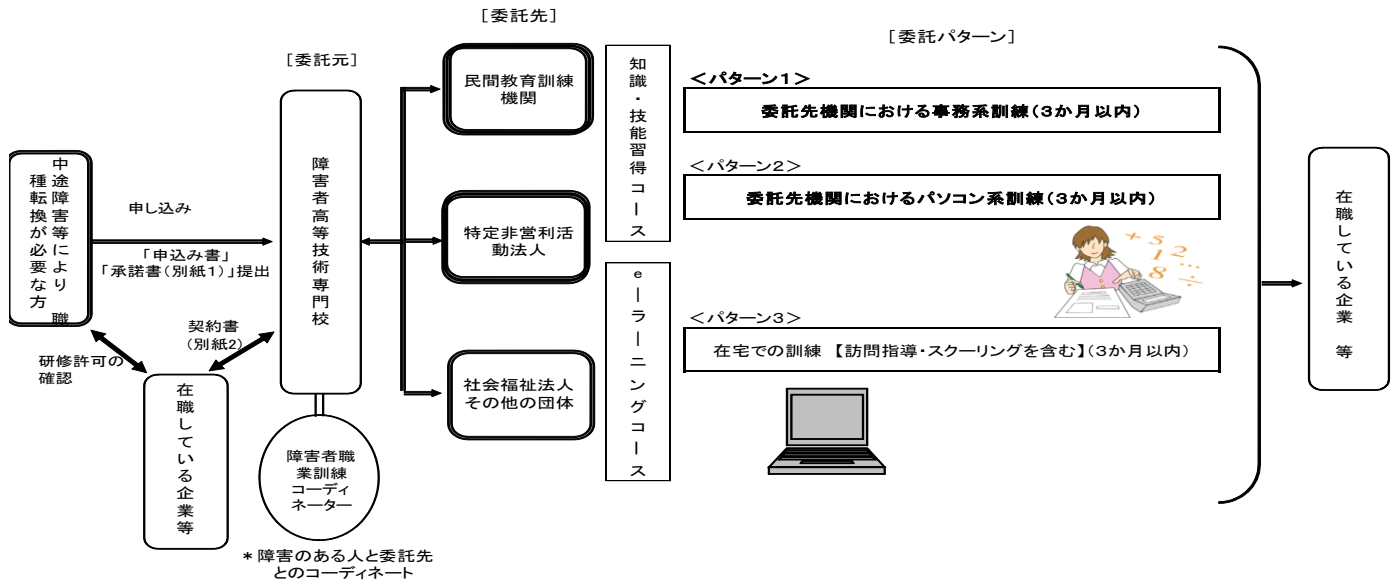 [委託先]
[委託元]
[委託パターン]
中途障害等により 職
種転換が必要な方
申し込み
「申込み書」
「承諾書(別紙1)」提出
研修許可の
確認
契約書
(別紙2)
在職している企業等
障害者高等技術専門校
障害者職
業訓練
コーディ
ネーター
*障害のある人と委託先
とのコーディネート
民間教育訓練
機関
特定非営利活
動法人
社会福祉法人
その他の団体
知識・技能習得コース
eーラーニングコース
<パターン1>
委託先機関における事務系訓練(3か月以内)
<パターン2>
委託先機関におけるパソコン系訓練(3か月以内)
+ 5 2 ...
1
8 ÷
<パターン3>
在宅での訓練 【訪問指導・スクーリングを含む】(3か月以内)
在職している企業 等